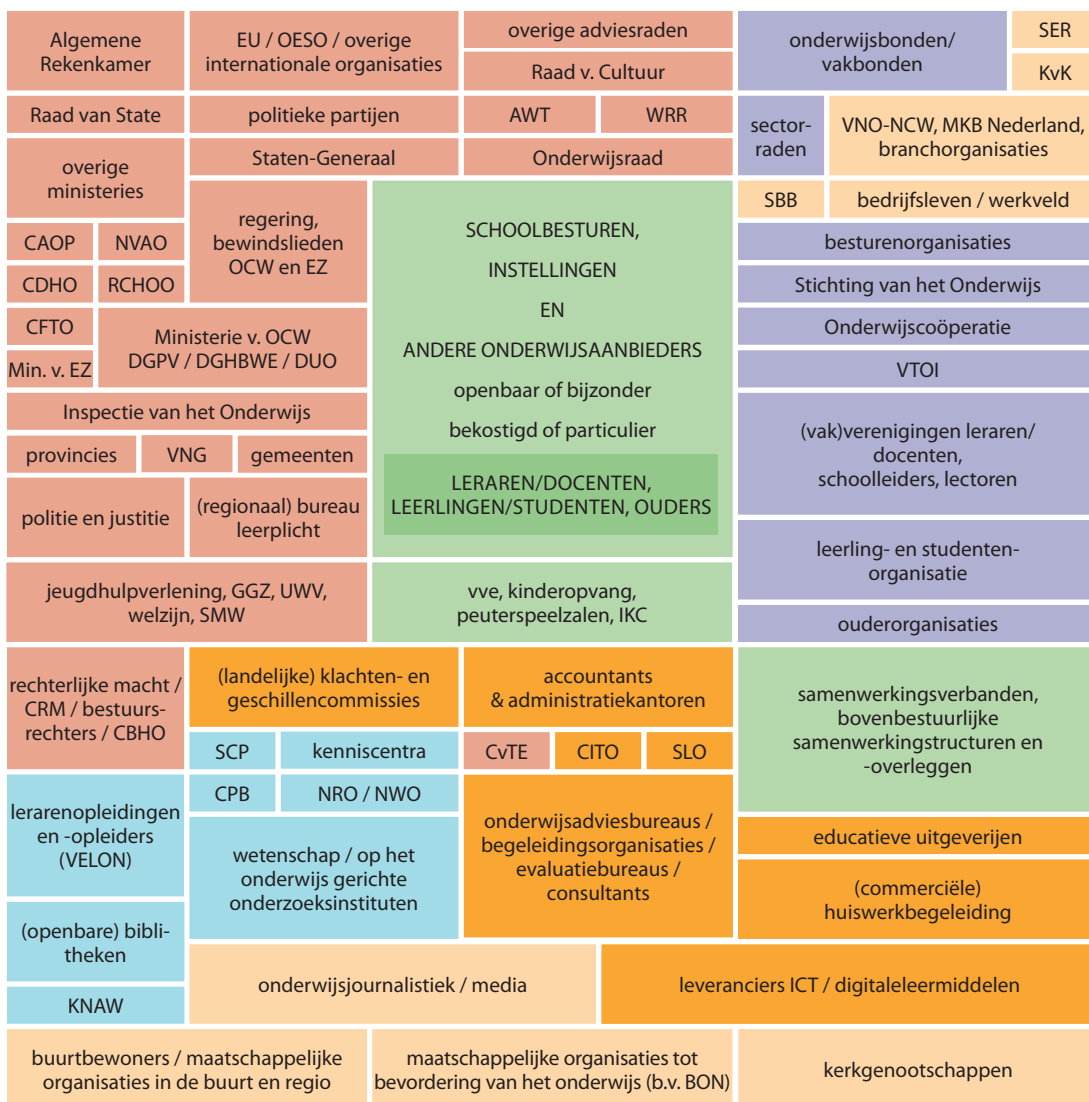 Algemene
Rekenkamer
EU / OESO / overige
internationale organisaties
overige adviesraden
Raad v. Cultuur
onderwijsbonden/
vakbonden
SER
KvK
Raad van State
politieke partijen
AWT
WRR
sector-
raden
VNO-NCW, MKB Nederland,
branchorganisaties
overige
ministeries
Staten-Generaal
Onderwijsraad
SBB
bedrijfsleven / werkveld
regering,
bewindslieden
OCW en EZ
CAOP
NVAO
CDHO
RCHOO
CFTO
Min. v. EZ
Ministerie v. OCW
DGPV / DGHBWE / DUO
Inspectie van het Onderwijs
provincies
VNG
gemeenten
politie en justitie
(regionaal) bureau
leerplicht
SCHOOLBESTUREN,
INSTELLINGEN
EN
ANDERE ONDERWIJSAANBIEDERS
openbaar of bijzonder
bekostigd of particulier
LERAREN/DOCENTEN,
LEERLINGEN/STUDENTEN, OUDERS
besturenorganisaties
Stichting van het Onderwijs
Onderwijscoöperatie
VTOI
(vak)verenigingen leraren/
docenten,
schoolleiders, lectoren
leerling- en studenten-
organisatie
ouderorganisaties
jeugdhulpverlening, GGZ, UWV,
welzijn, SMW
vve, kinderopvang,
peuterspeelzalen, IKC
rechterlijke macht /
CRM / bestuurs-
rechters / CBHO
(landelijke) klachten- en
geschillencommissies
accountants
& administratiekantoren
samenwerkingsverbanden,
bovenbestuurlijke
samenwerkingstructuren en
-overleggen
SCP
kenniscentra
CvTE
CITO
SLO
CPB
NRO / NWO
lerarenopleidingen
en -opleiders
(VELON)
wetenschap / op het
onderwijs gerichte
onderzoeksinstituten
onderwijsadviesbureaus /
begeleidingsorganisaties /
evaluatiebureaus /
consultants
educatieve uitgeverijen
(commerciële)
huiswerkbegeleiding
(openbare) bibli-
theken
KNAW
onderwijsjournalistiek / media
leveranciers ICT / digitaleleermiddelen
buurtbewoners / maatschappelijke
organisaties in de buurt en regio
maatschappelijke organisaties tot
bevordering van het onderwijs (b.v. BON)
kerkgenootschappen